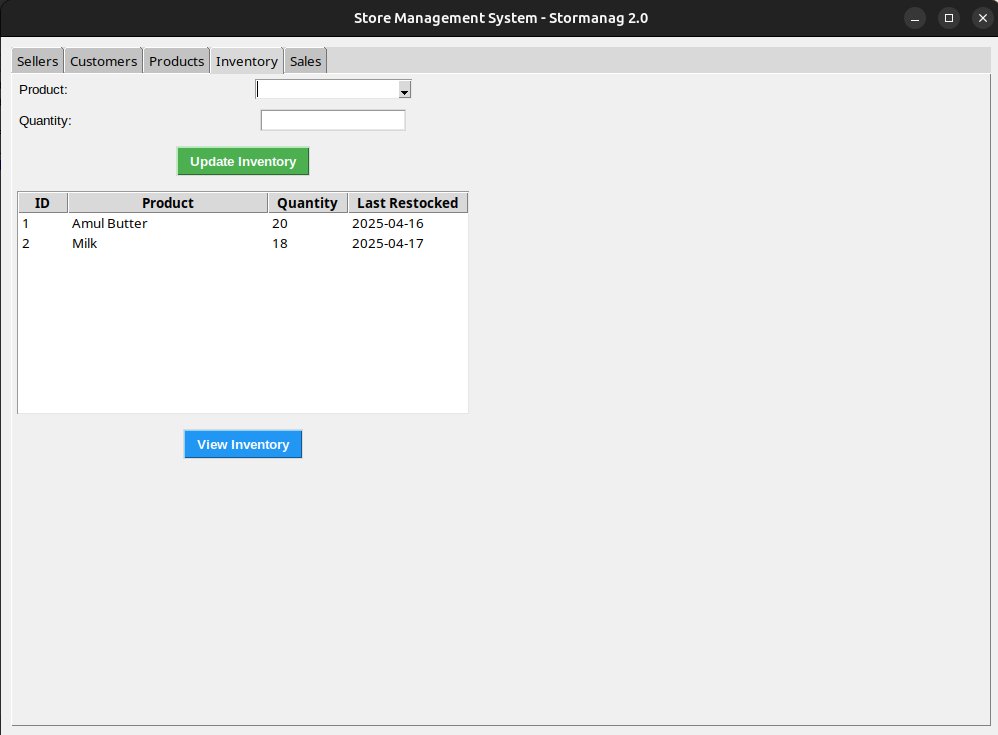 Store Management System - Stormanag 2.0
Sellers Customers Products Inventory Sales
Product:
Quantity:
Update Inventory
ID Product Quantity Last Restocked
1 Amul Butter 20 2025-04-16
2 Milk 18 2025-04-17
View Inventory